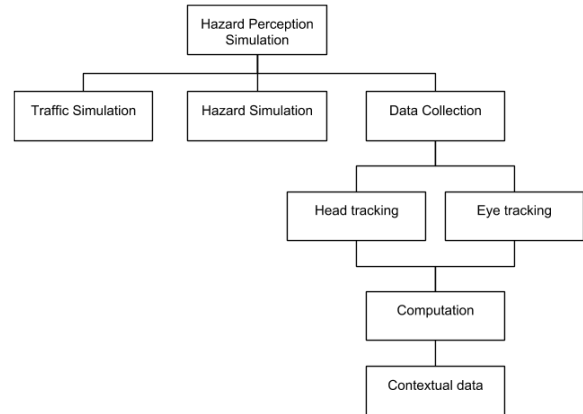 Hazard Perception
Simulation
Traffic Simulation
Hazard Simulation
Data Collection
Head tracking
Eye tracking
Computation
Contextual data